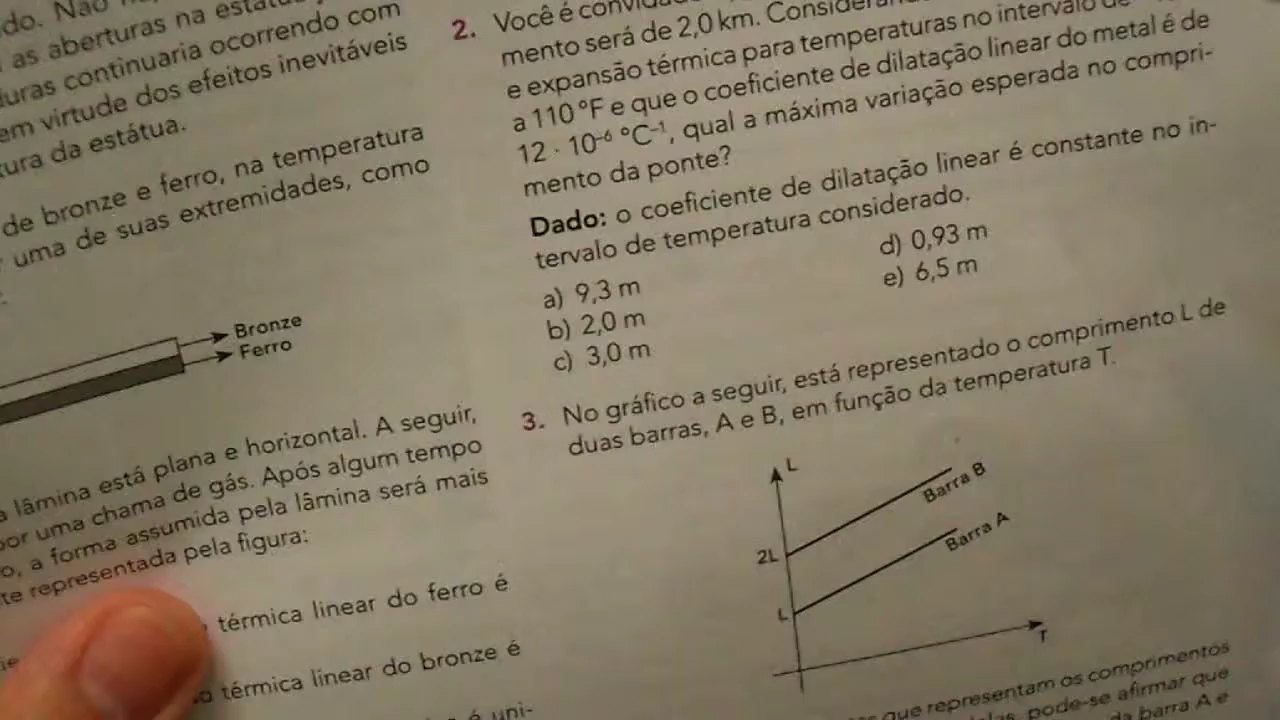 do. Não
as aberturas na
duras continuaria ocorrendo com
em virtude dos efeitos inevitáveis
tura da estátua.
de bronze e ferro, na temperatura
uma de suas extremidades, como
Bronze
Ferro
a lâmina está plana e horizontal. A seguir,
por uma chama de gás. Após algum tempo
o, a forma assumida pela lâmina será mais
te representada pela figura:
térmica linear do ferro é
térmica linear do bronze é
é uni-
2. Você é
mento será de 2,0 km.
e expansão térmica para temperaturas no intervalo de
a 110 °F e que o coeficiente de dilatação linear do metal é de
12 · 10⁻⁶ °C⁻¹, qual a máxima variação esperada no compri-
mento da ponte?
Dado: o coeficiente de dilatação linear é constante no in-
tervalo de temperatura considerado.
a) 9,3 m
b) 2,0 m
c) 3,0 m
d) 0,93 m
e) 6,5 m
3. No gráfico a seguir, está representado o comprimento L de
duas barras, A e B, em função da temperatura T.
L
Barra B
Barra A
2L
L
T
que representam os comprimentos
pode-se afirmar que
da barra A e